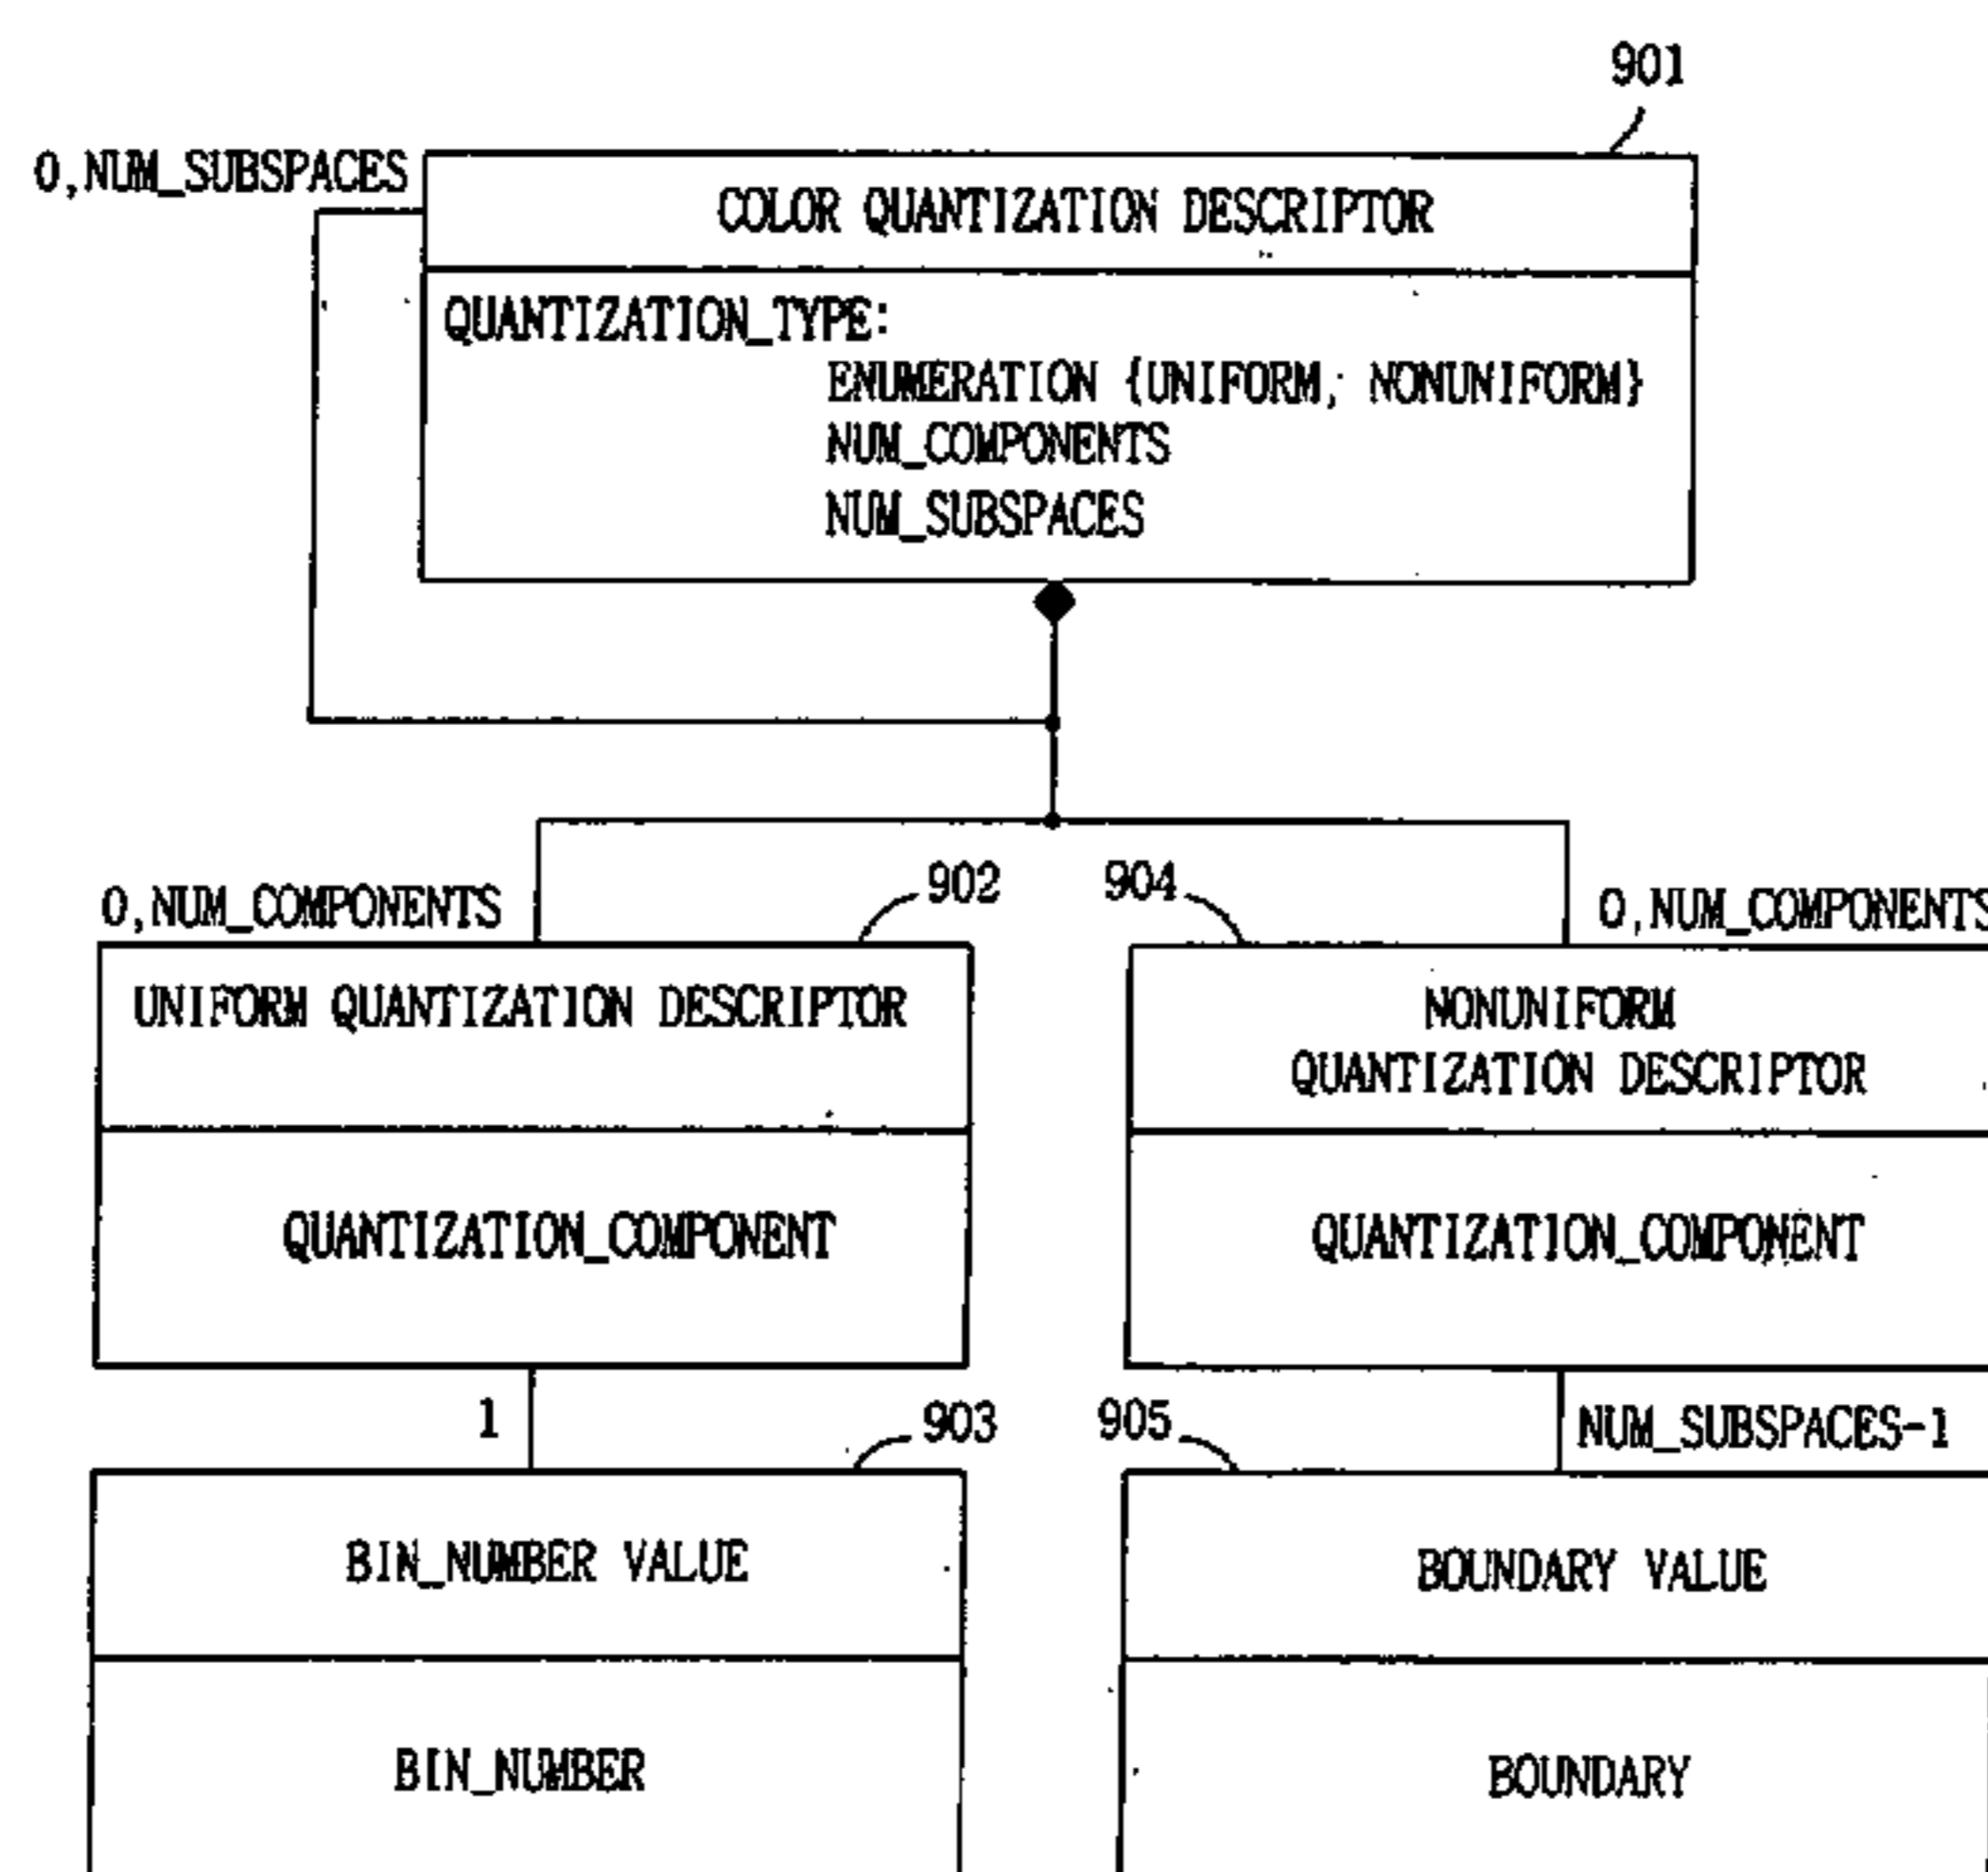 901
0,NUM_SUBSPACES
COLOR QUANTIZATION DESCRIPTOR
QUANTIZATION_TYPE:
ENUMERATION {UNIFORM; NONUNIFORM}
NUM_COMPONENTS
NUM_SUBSPACES
902
904
0,NUM_COMPONENTS
0,NUM_COMPONENTS
UNIFORM QUANTIZATION DESCRIPTOR
NONUNIFORM
QUANTIZATION DESCRIPTOR
QUANTIZATION_COMPONENT
QUANTIZATION_COMPONENT
1
903
905
NUM_SUBSPACES-1
BIN_NUMBER VALUE
BOUNDARY VALUE
BIN_NUMBER
BOUNDARY